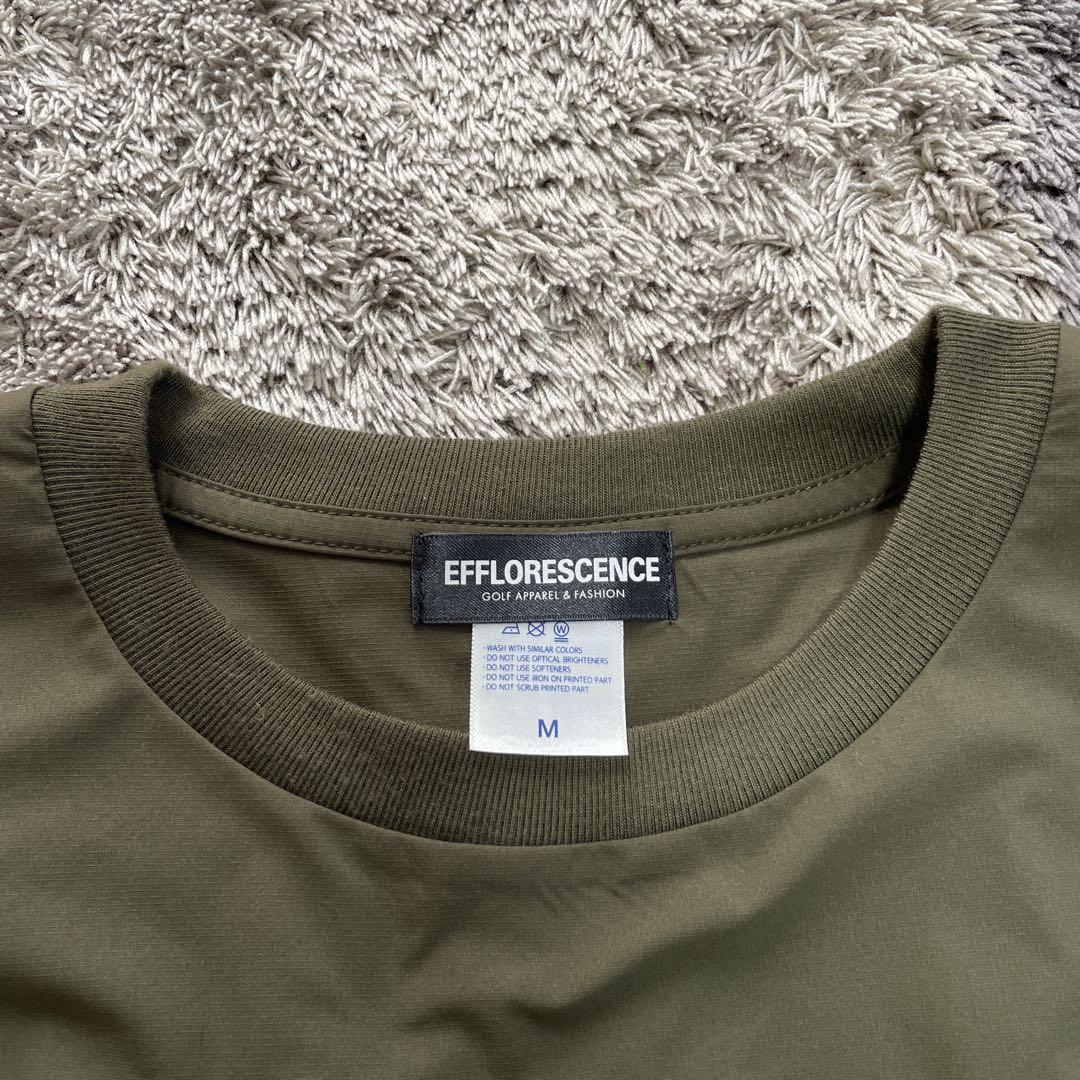 EFFLORESCENCE
GOLF APPAREL & FASHION
W
·WASH WITH SIMILAR COLORS
·DO NOT USE OPTICAL BRIGHTENERS
·DO NOT USE SOFTENERS
·DO NOT USE IRON ON PRINTED PART
·DO NOT SCRUB PRINTED PART
M